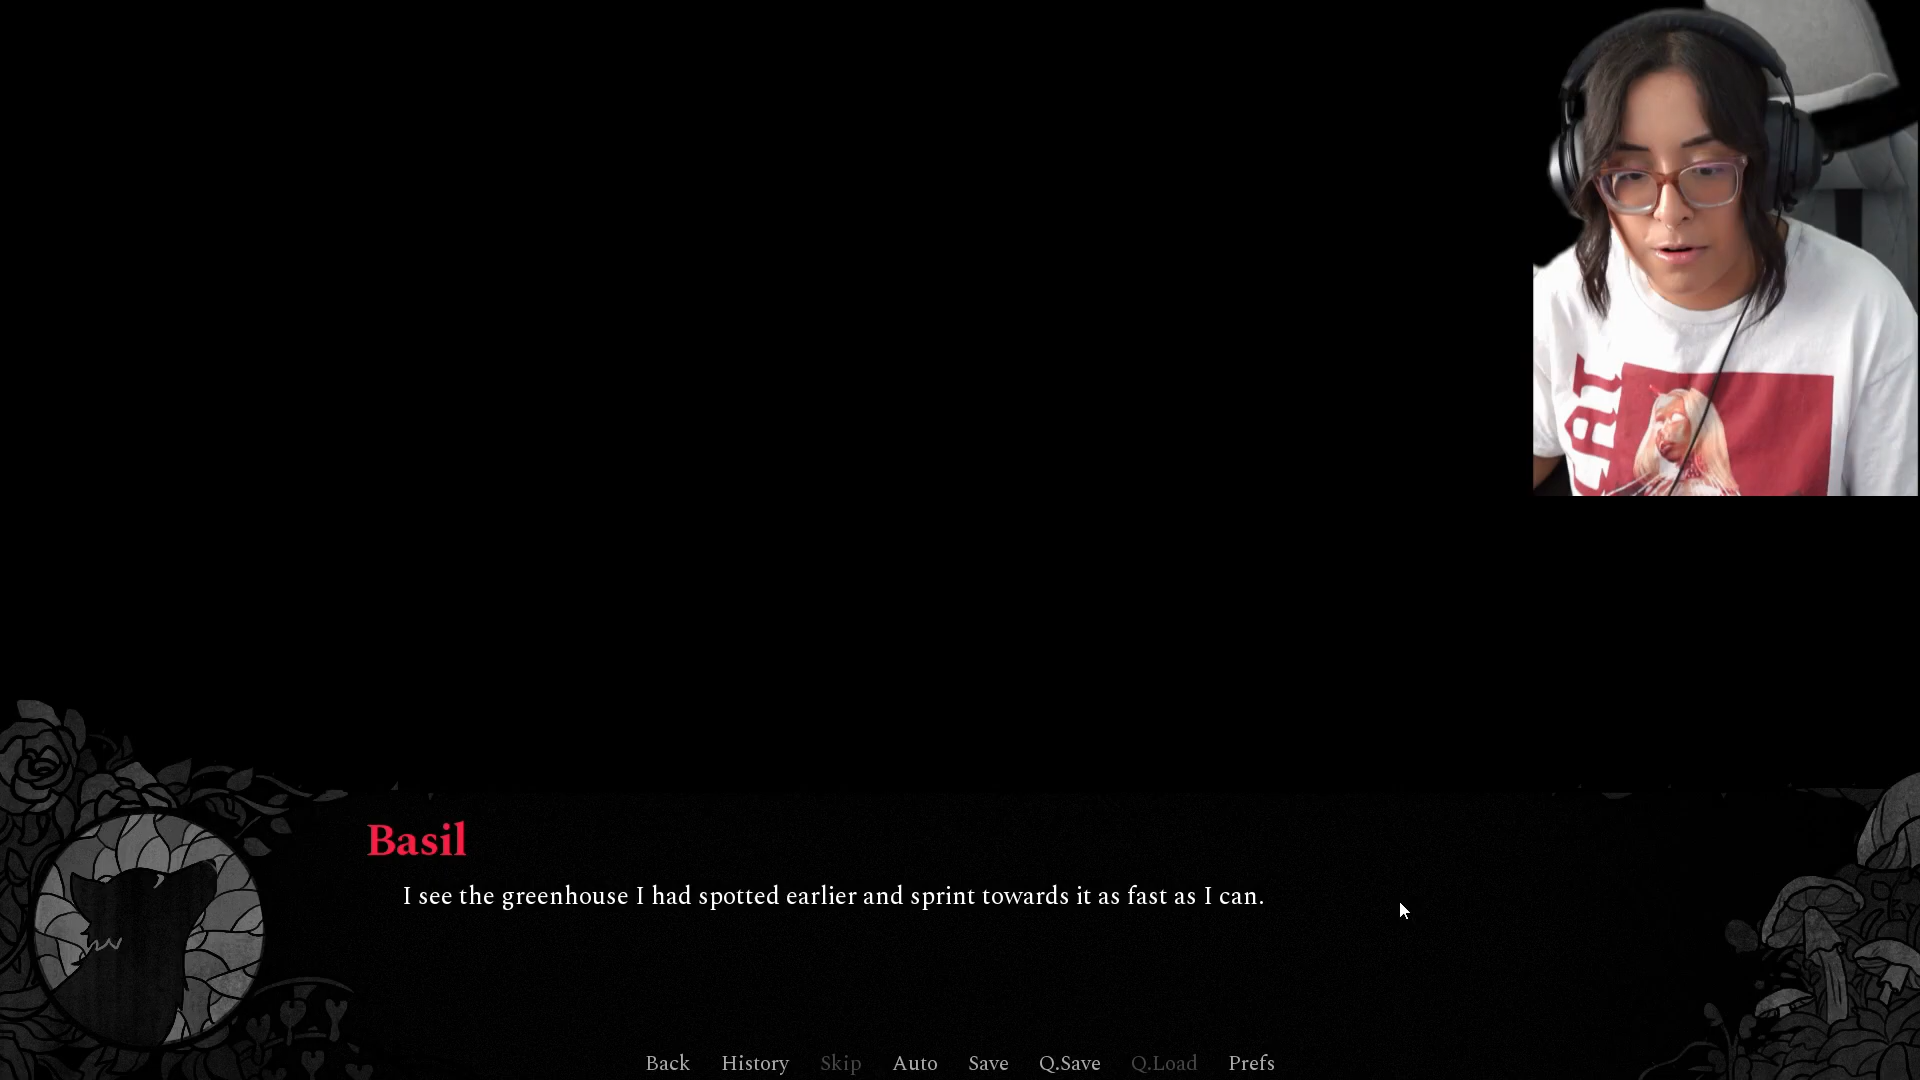 Basil
I see the greenhouse I had spotted earlier and sprint towards it as fast as I can.
Back History Skip Auto Save Q.Save Q.Load Prefs